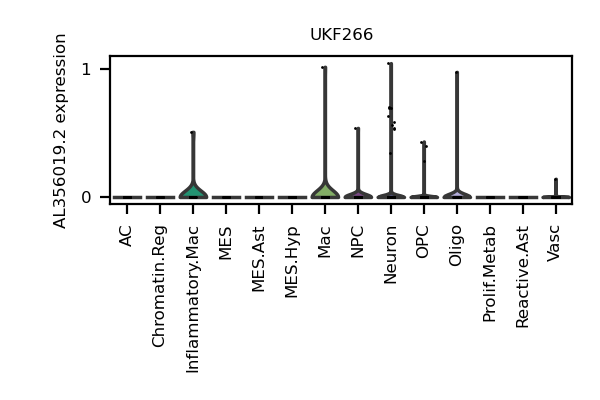 UKF266
AL356019.2 expression
1
0
AC
Chromatin.Reg
Inflammatory.Mac
MES
MES.Ast
MES.Hyp
Mac
NPC
Neuron
OPC
Oligo
Prolif.Metab
Reactive.Ast
Vasc